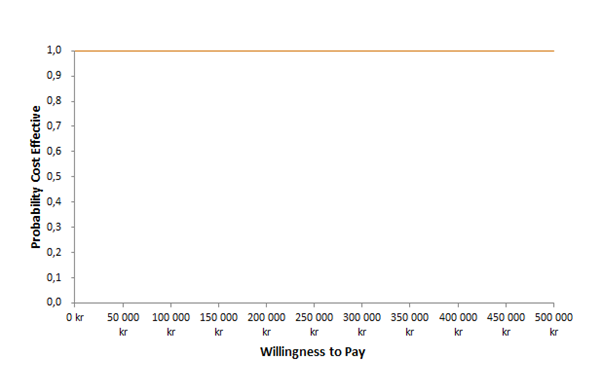 Probability Cost Effective
1,0
0,9
0,8
0,7
0,6
0,5
0,4
0,3
0,2
0,1
0,0
0 kr 50 000 100 000 150 000 200 000 250 000 300 000 350 000 400 000 450 000 500 000
kr kr kr kr kr kr kr kr kr kr
Willingness to Pay